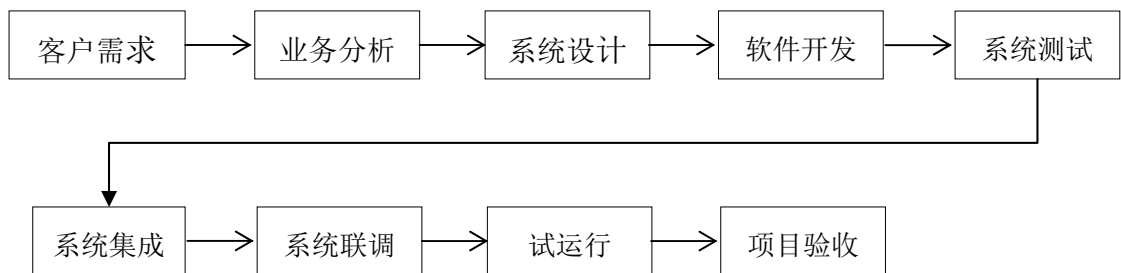 客户需求
业务分析
系统设计
软件开发
系统测试
系统集成
系统联调
试运行
项目验收